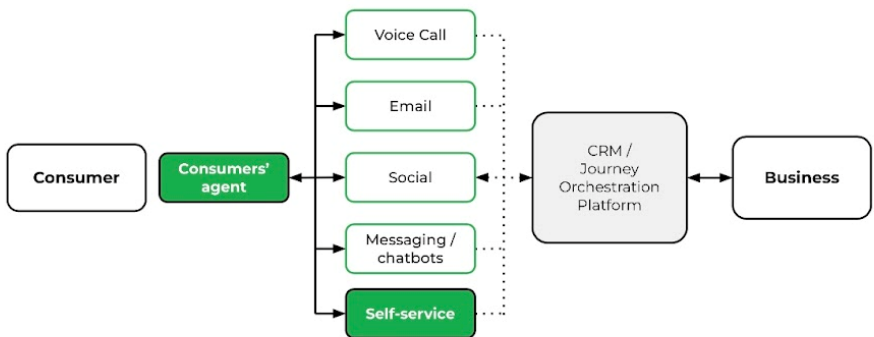 Voice Call
Email
Consumer
Consumers'
agent
Social
CRM /
Journey
Orchestration
Platform
Business
Messaging /
chatbots
Self-service